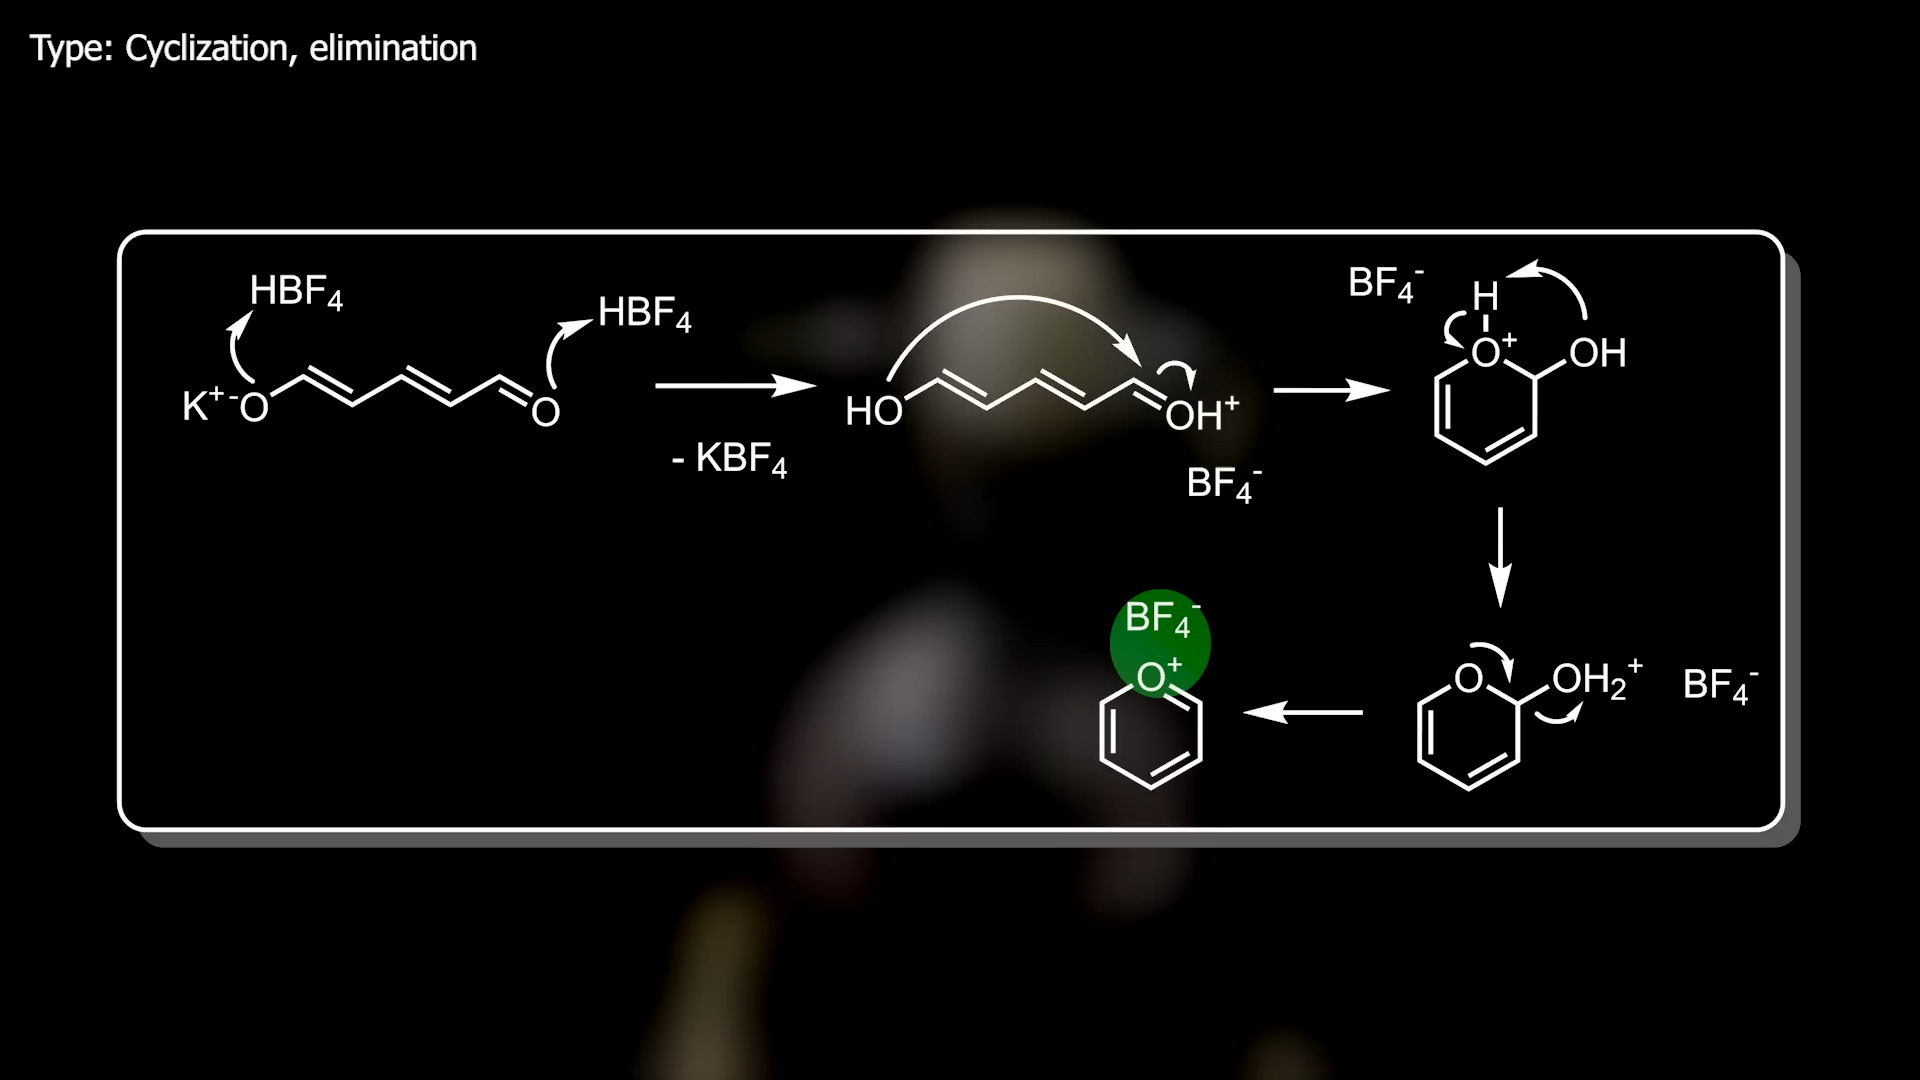 Type: Cyclization, elimination
HBF₄
HBF₄
K⁺⁻O
O
- KBF₄
HO
OH⁺
BF₄⁻
BF₄⁻
H
O⁺
OH
O
OH₂⁺
BF₄⁻
BF₄⁻
O⁺